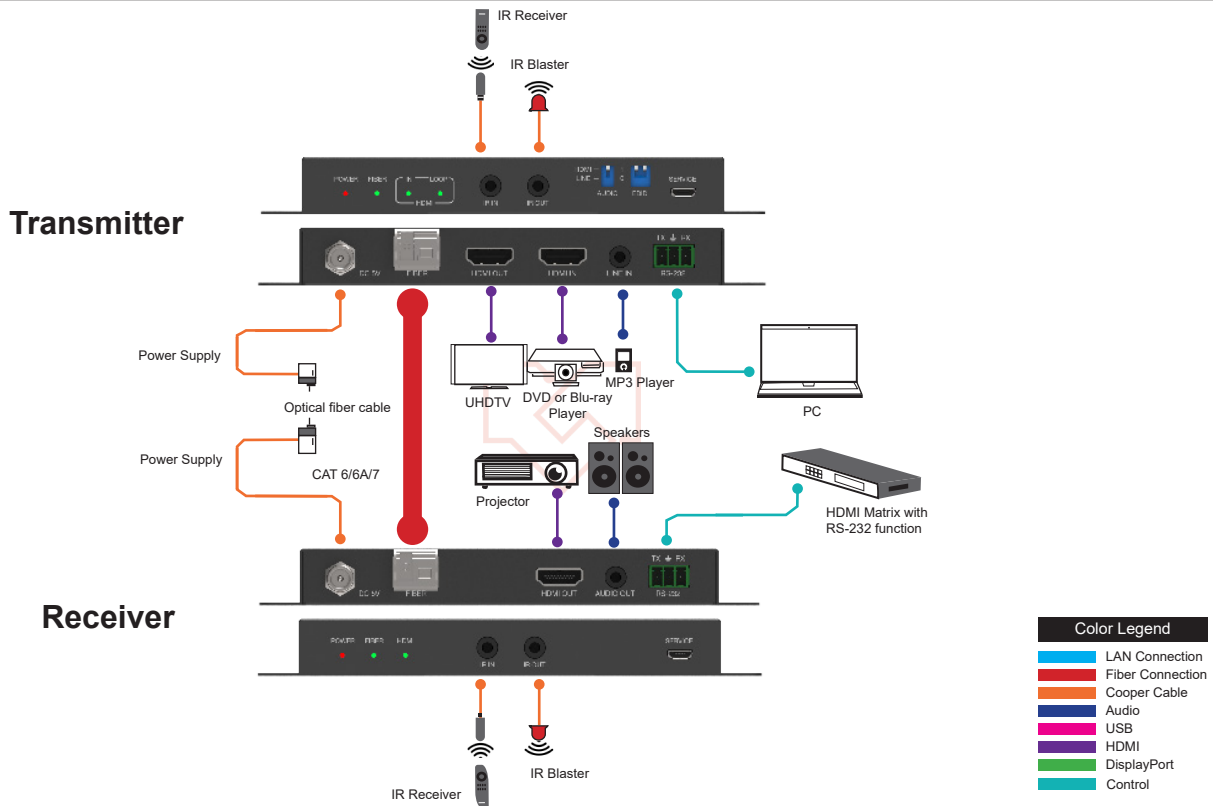 IR Receiver
IR Blaster
Transmitter
POWER FIBER IN LOOP
HDMI
IR IN IR OUT
HDMI
LINE
AUDIO EDID
SERVICE
DC 5V FIBER HDMI OUT HDMI IN LINE IN
TX RX
RS-232
Power Supply
Optical fiber cable
Power Supply
CAT 6/6A/7
UHDTV
DVD or Blu-ray
Player
MP3 Player
PC
Speakers
Projector
HDMI Matrix with
RS-232 function
Receiver
DC 5V FIBER HDMI OUT AUDIO OUT
TX RX
RS-232
POWER FIBER HDMI
IR IN IR OUT
SERVICE
IR Receiver
IR Blaster
Color Legend
LAN Connection
Fiber Connection
Cooper Cable
Audio
USB
HDMI
DisplayPort
Control